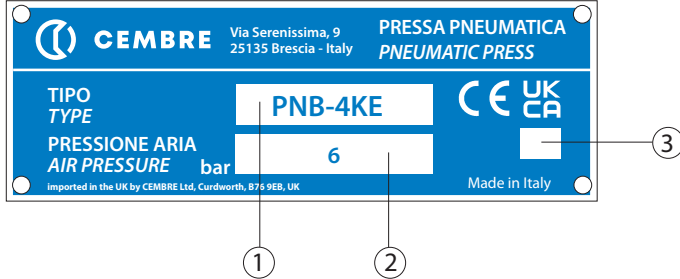 CEMBRE
Via Serenissima, 9
25135 Brescia - Italy
PRESSA PNEUMATICA
PNEUMATIC PRESS
TIPO
TYPE
PNB-4KE
CE UK
CA
PRESSIONE ARIA
AIR PRESSURE bar
6
3
imported in the UK by CEMBRE Ltd, Curdworth, B76 9EB, UK
Made in Italy
1
2